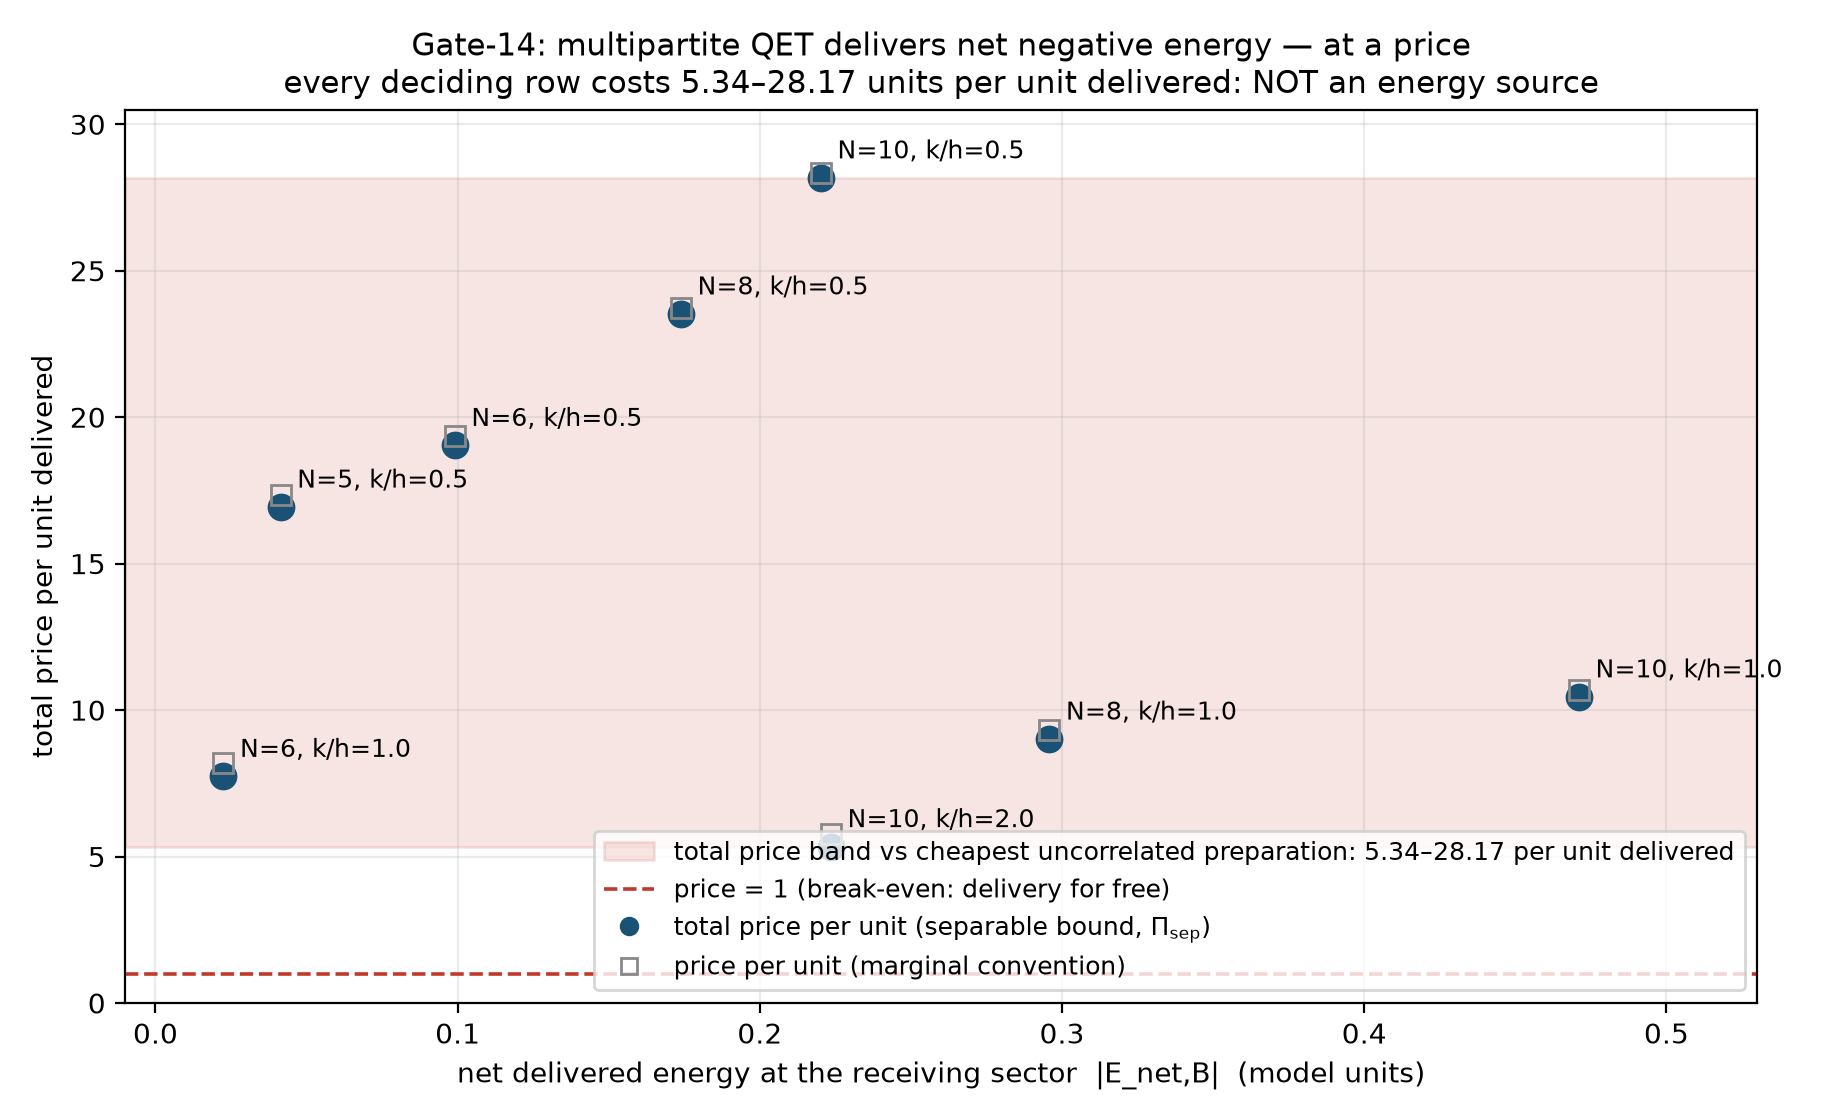 Gate-14: multipartite QET delivers net negative energy — at a price
every deciding row costs 5.34–28.17 units per unit delivered: NOT an energy source
30
25
20
15
10
5
0
total price per unit delivered
N=10, k/h=0.5
N=8, k/h=0.5
N=6, k/h=0.5
N=5, k/h=0.5
N=10, k/h=1.0
N=8, k/h=1.0
N=6, k/h=1.0
N=10, k/h=2.0
total price band vs cheapest uncorrelated preparation: 5.34–28.17 per unit delivered
price = 1 (break-even: delivery for free)
total price per unit (separable bound, Πsep)
price per unit (marginal convention)
0.0 0.1 0.2 0.3 0.4 0.5
net delivered energy at the receiving sector |E_net,B| (model units)